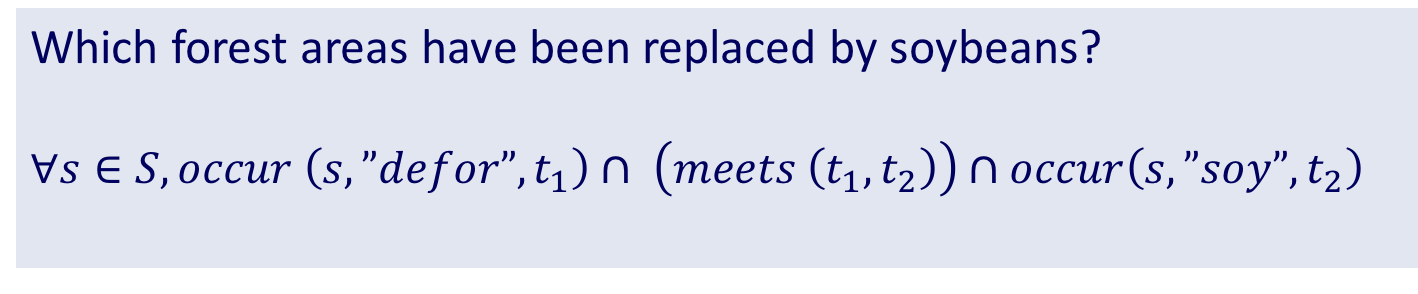 Which forest areas have been replaced by soybeans?
∀s ∈ S, occur (s, ”defor”, t₁) ∩ (meets (t₁, t₂)) ∩ occur(s, ”soy”, t₂)